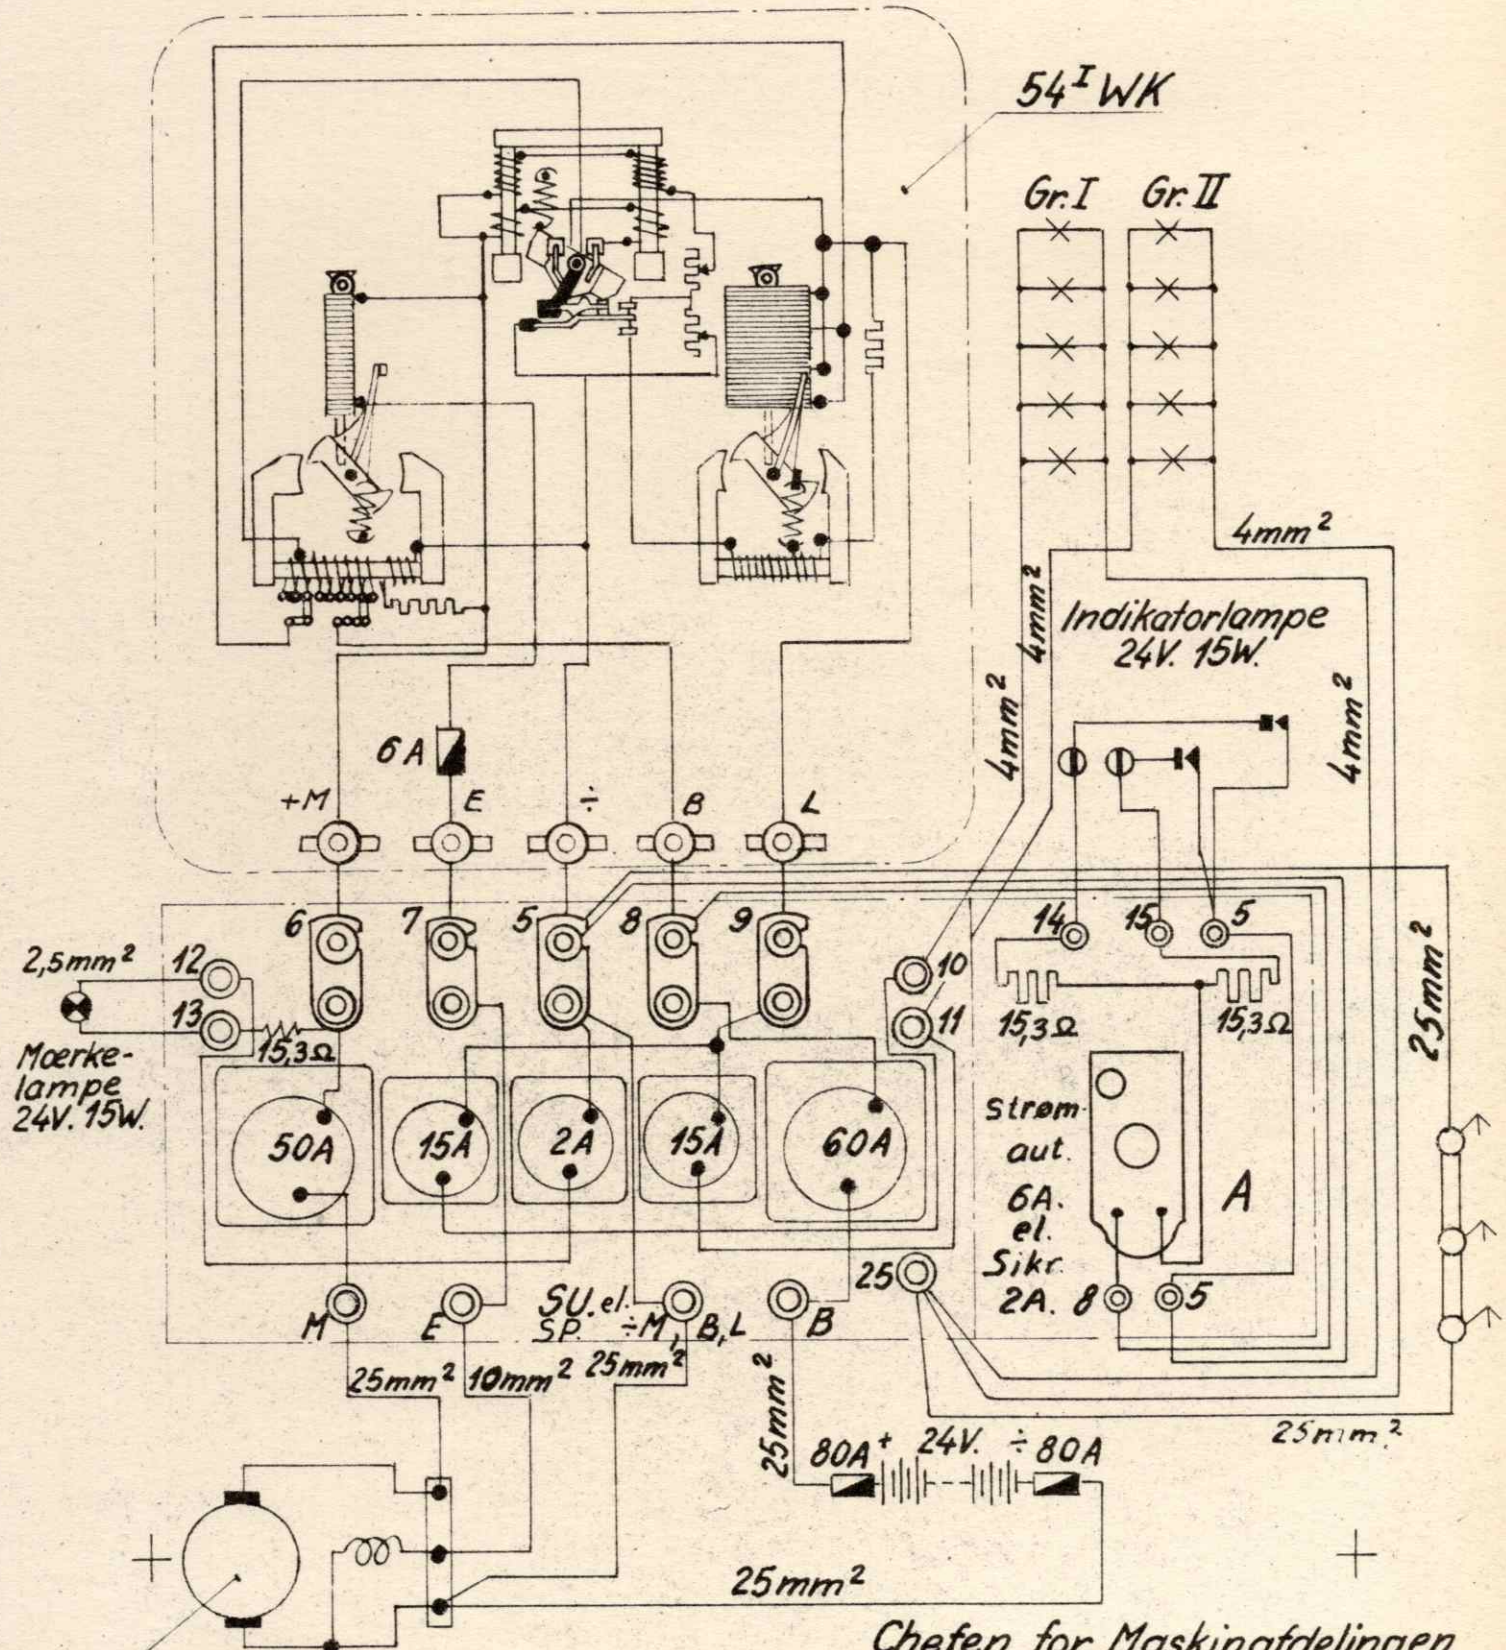 54ᴵ WK
Gr. I Gr. II
4mm²
4mm²
4mm²
4mm²
Indikatorlampe
24V. 15W.
6A
+M E ÷ B L
6 7 5 8 9
14 15 5
2,5mm² 12
13
10
11
15,3Ω
15,3Ω 15,3Ω
25mm²
Mærke-
lampe
24V. 15W.
50A 15A 2A 15A 60A
Strøm-
aut.
6A.
el.
Sikr.
2A.
A
8 5
25
M E SU. el.
SP. ÷M, B, L B
25mm² 10mm² 25mm²
25mm²
25mm²
80A + 24V. ÷ 80A
25mm²
Chefen for Maskinafdelingen